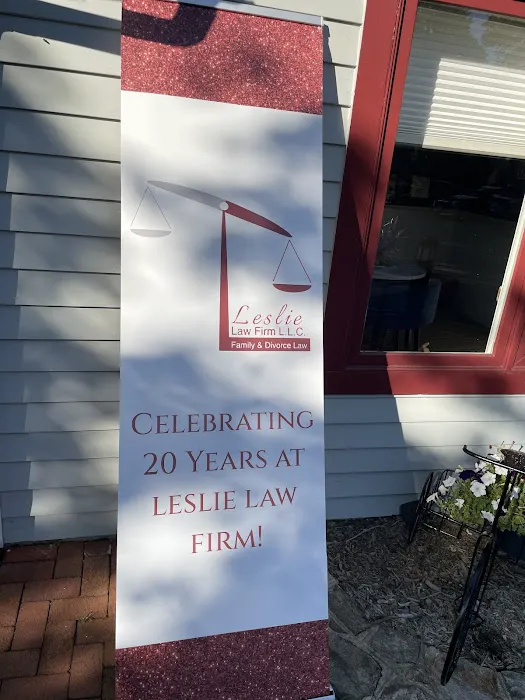 Leslie
Law Firm L.L.C.
Family & Divorce Law
CELEBRATING
20 YEARS AT
LESLIE LAW
FIRM!